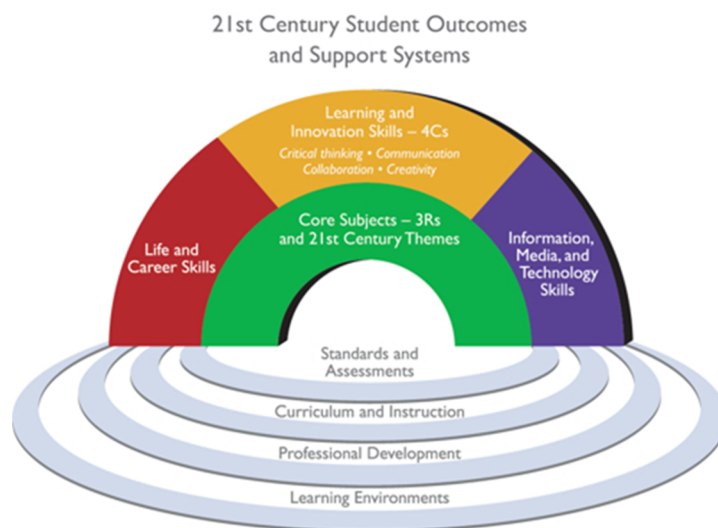 21st Century Student Outcomes
and Support Systems
Learning and
Innovation Skills – 4Cs
Critical thinking • Communication
Collaboration • Creativity
Core Subjects – 3Rs
and 21st Century Themes
Life and
Career Skills
Information,
Media, and
Technology
Skills
Standards and
Assessments
Curriculum and Instruction
Professional Development
Learning Environments